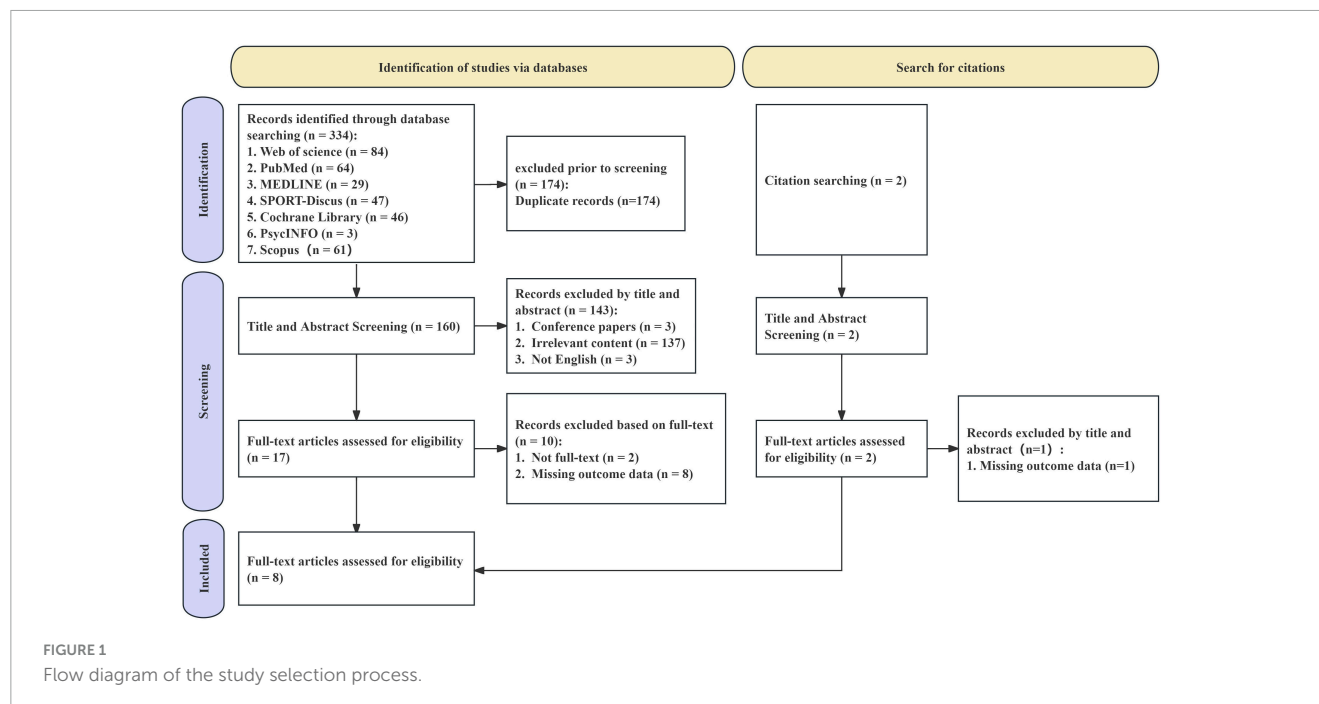 Identification of studies via databases
Search for citations
Identification
Records identified through database
searching (n = 334):
1. Web of science (n = 84)
2. PubMed (n = 64)
3. MEDLINE (n = 29)
4. SPORT-Discus (n = 47)
5. Cochrane Library (n = 46)
6. PsycINFO (n = 3)
7. Scopus（n = 61）
excluded prior to screening
(n = 174):
Duplicate records (n=174)
Citation searching (n = 2)
Screening
Title and Abstract Screening (n = 160)
Records excluded by title and
abstract (n = 143):
1. Conference papers (n = 3)
2. Irrelevant content (n = 137)
3. Not English (n = 3)
Title and Abstract
Screening (n = 2)
Full-text articles assessed for eligibility
(n = 17)
Records excluded based on full-text
(n = 10):
1. Not full-text (n = 2)
2. Missing outcome data (n = 8)
Full-text articles assessed
for eligibility (n = 2)
Records excluded by title and
abstract（n=1）:
1. Missing outcome data (n=1)
Included
Full-text articles assessed for eligibility
(n = 8)
FIGURE 1
Flow diagram of the study selection process.